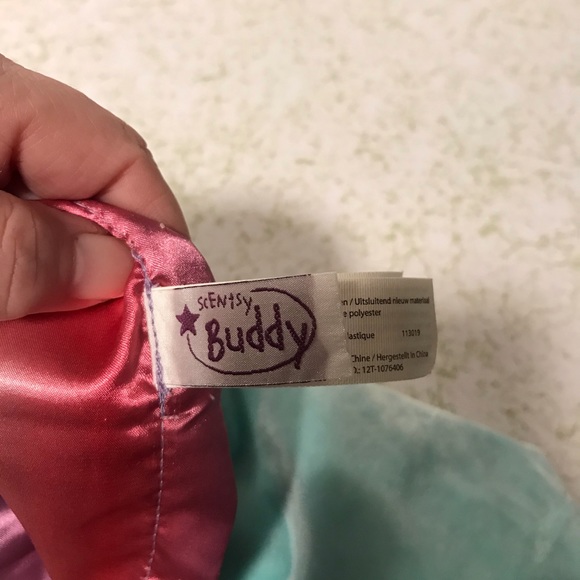 SCENTSY
Buddy
en / Uitsluitend nieuw materiaal
e polyester
lastique 113019
Chine / Hergestellt in China
O.: 12T-1076406